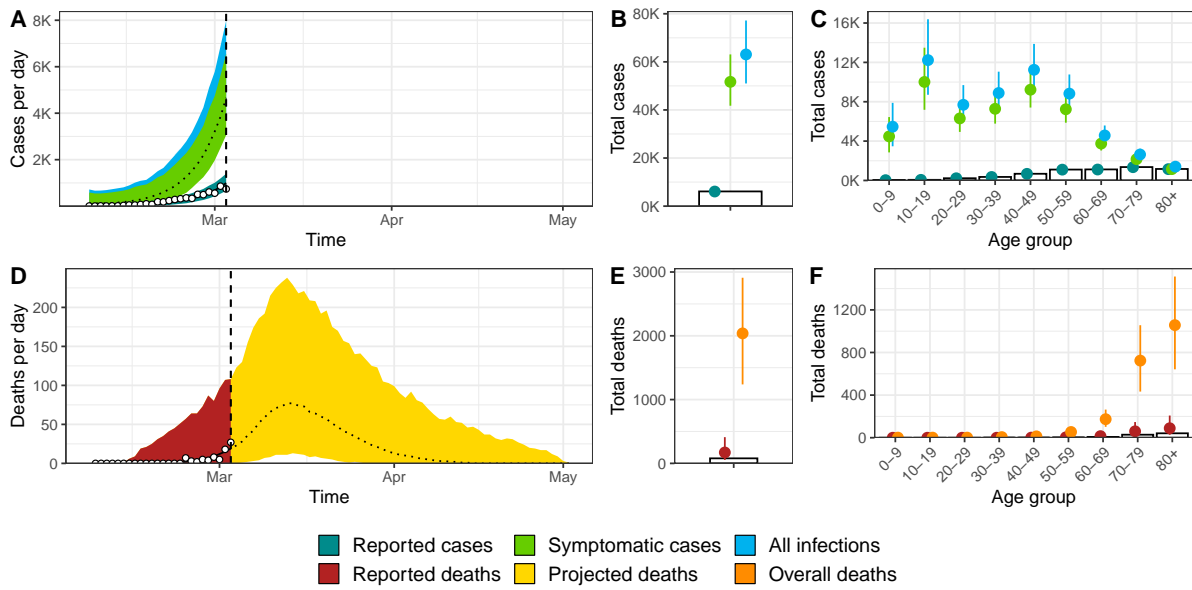 A
Cases per day
8K
6K
4K
2K
Mar
Apr
May
Time
B
Total cases
80K
60K
40K
20K
0K
C
Total cases
16K
12K
8K
4K
0K
0−9
10−19
20−29
30−39
40−49
50−59
60−69
70−79
80+
Age group
D
Deaths per day
200
150
100
50
0
Mar
Apr
May
Time
E
Total deaths
3000
2000
1000
0
F
Total deaths
1200
800
400
0
0−9
10−19
20−29
30−39
40−49
50−59
60−69
70−79
80+
Age group
Reported cases
Symptomatic cases
All infections
Reported deaths
Projected deaths
Overall deaths